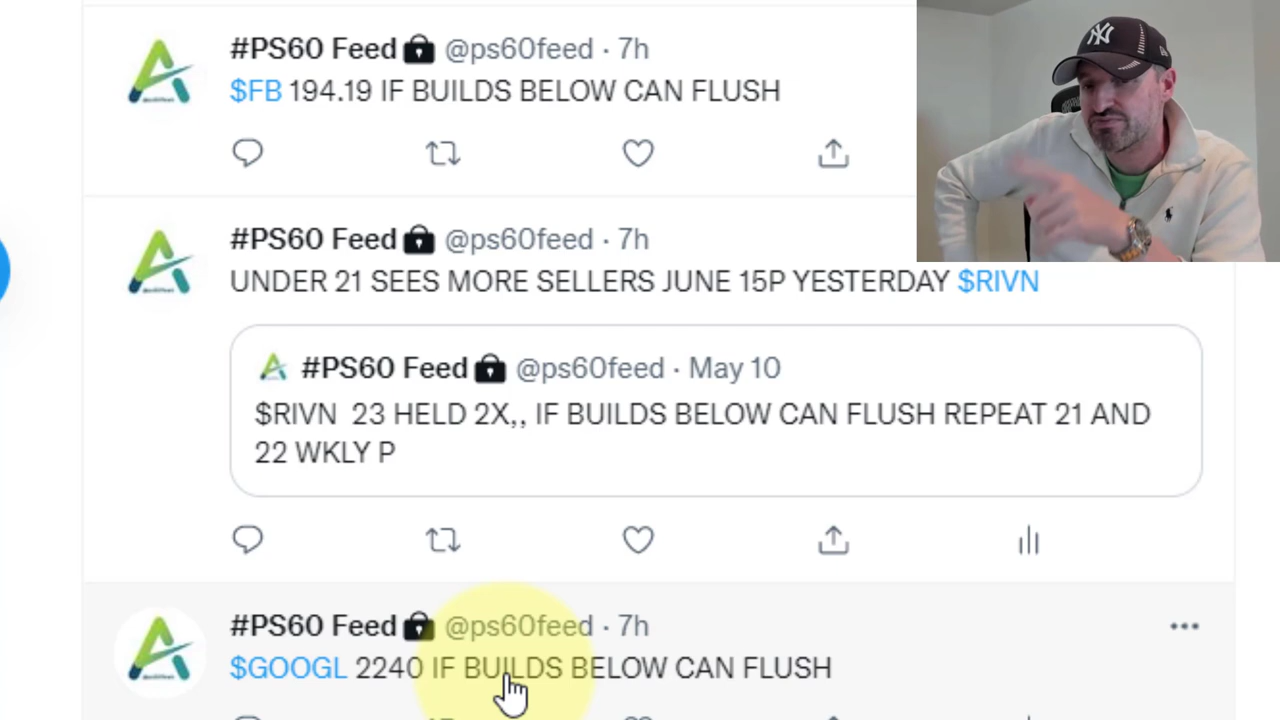 #PS60 Feed @ps60feed · 7h
$FB 194.19 IF BUILDS BELOW CAN FLUSH
#PS60 Feed @ps60feed · 7h
UNDER 21 SEES MORE SELLERS JUNE 15P YESTERDAY $RIVN
#PS60 Feed @ps60feed · May 10
$RIVN 23 HELD 2X,, IF BUILDS BELOW CAN FLUSH REPEAT 21 AND
22 WKLY P
#PS60 Feed @ps60feed · 7h
$GOOGL 2240 IF BUILDS BELOW CAN FLUSH